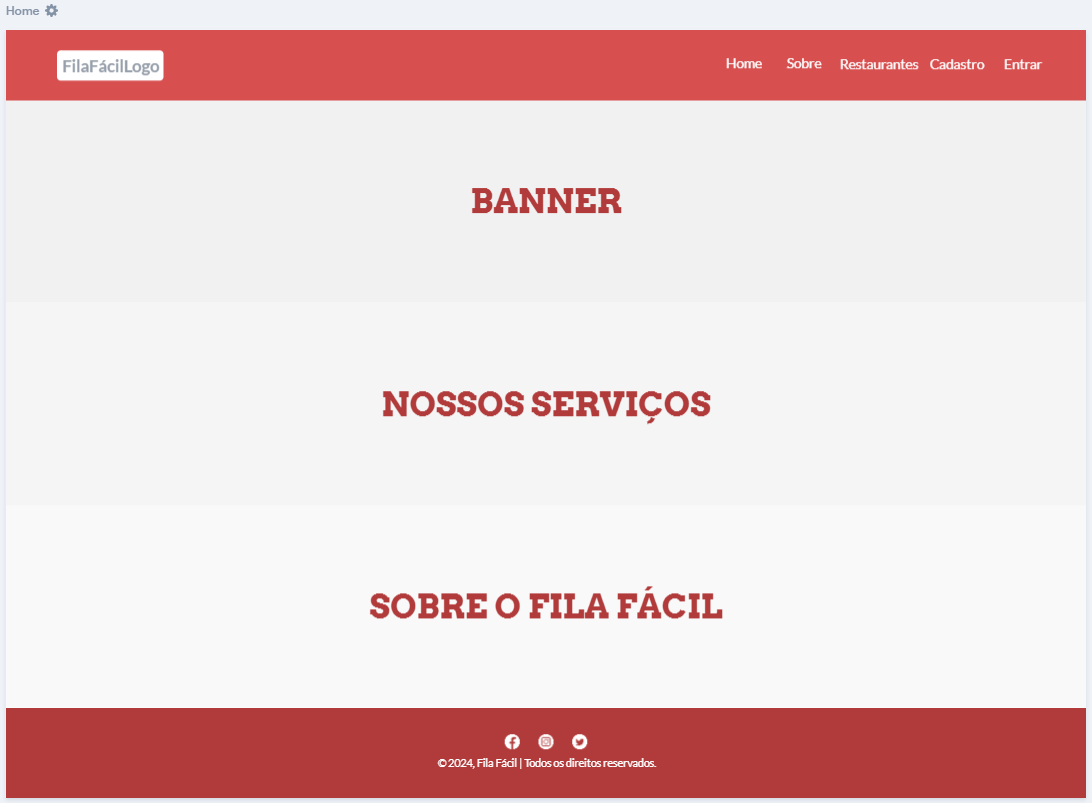 Home
FilaFácilLogo
Home Sobre Restaurantes Cadastro Entrar
BANNER
NOSSOS SERVIÇOS
SOBRE O FILA FÁCIL
© 2024, Fila Fácil | Todos os direitos reservados.